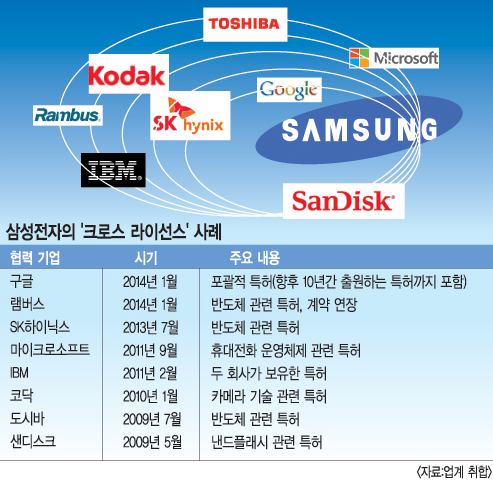 TOSHIBA
Microsoft
Kodak
Google
Rambus
SK hynix
SAMSUNG
IBM
SanDisk
삼성전자의 '크로스 라이선스' 사례
협력 기업 시기 주요 내용
구글 2014년 1월 포괄적 특허(향후 10년간 출원하는 특허까지 포함)
램버스 2014년 1월 반도체 관련 특허, 계약 연장
SK하이닉스 2013년 7월 반도체 관련 특허
마이크로소프트 2011년 9월 휴대전화 운영체제 관련 특허
IBM 2011년 2월 두 회사가 보유한 특허
코닥 2010년 1월 카메라 기술 관련 특허
도시바 2009년 7월 반도체 관련 특허
샌디스크 2009년 5월 낸드플래시 관련 특허
〈자료:업계 취합〉